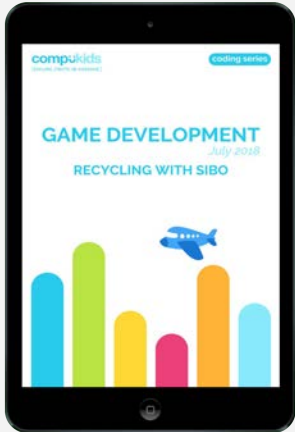 compukids
coding series
GAME DEVELOPMENT
July 2018
RECYCLING WITH SIBO